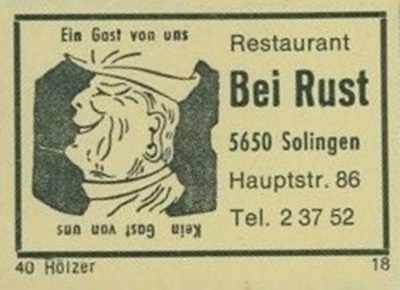 Ein Gast von uns
Restaurant
Bei Rust
5650 Solingen
Hauptstr. 86
Tel. 2 37 52
Kein Gast von uns
40 Hölzer
18